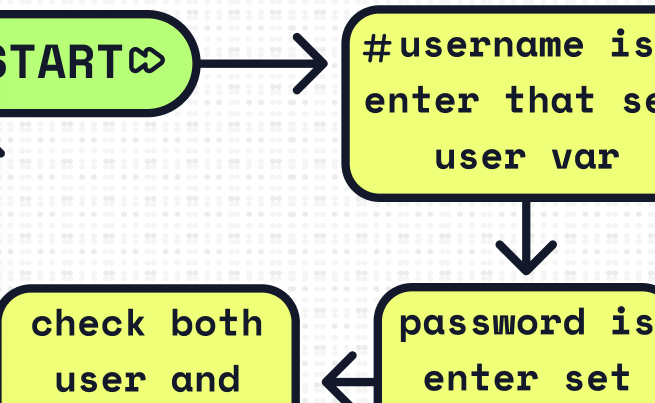 START
#username is
enter that se
user var
check both
user and
password is
enter set